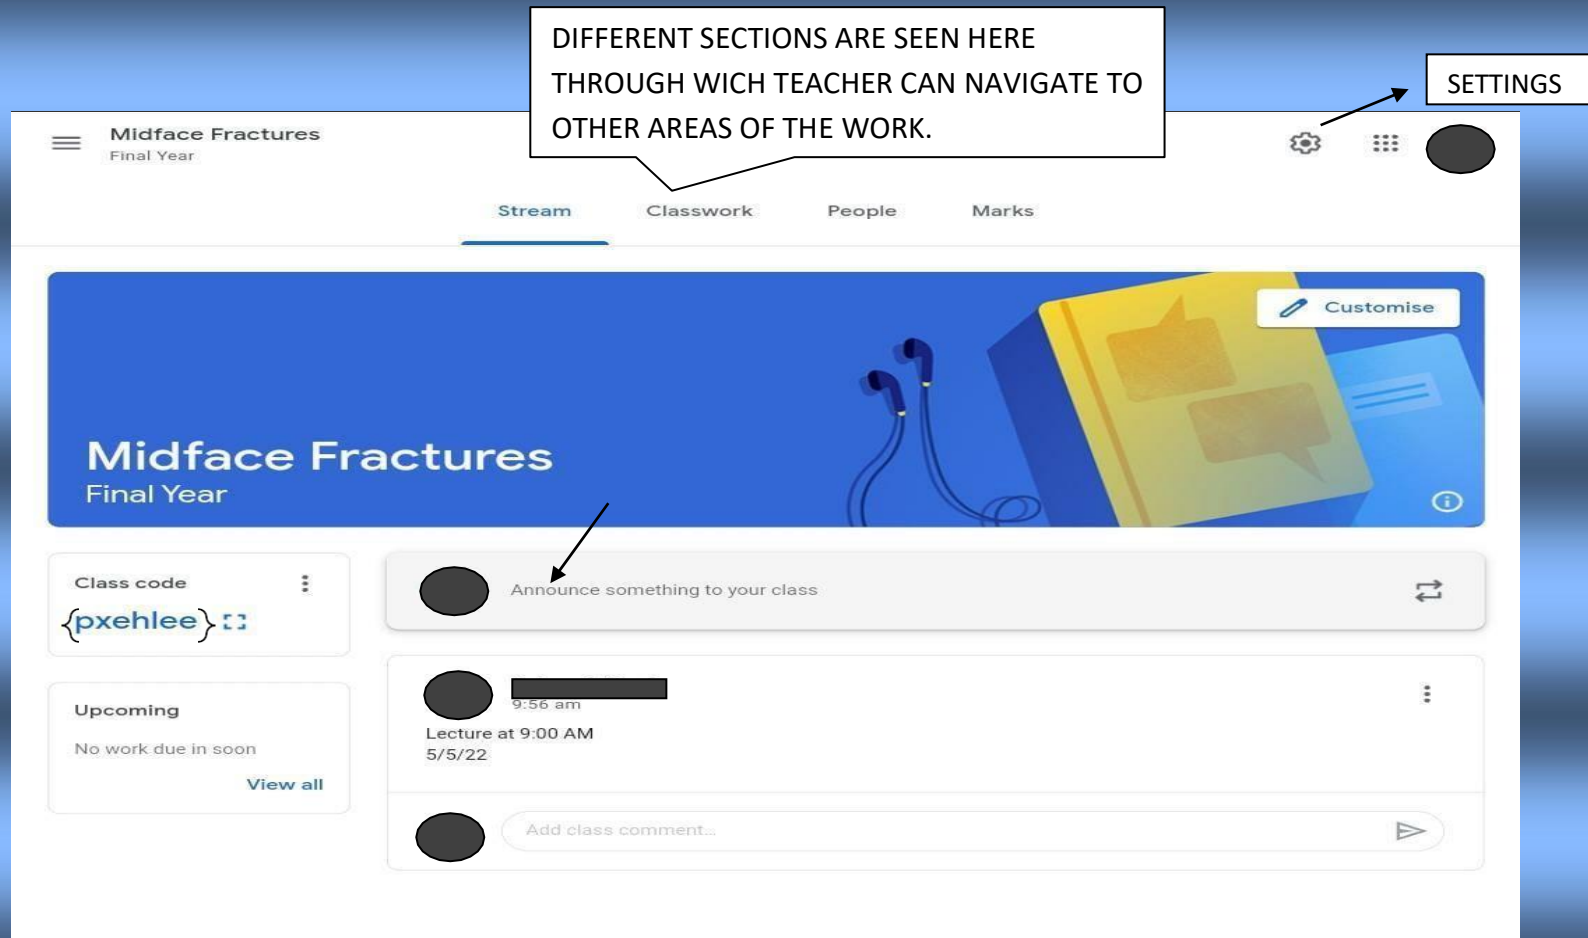 DIFFERENT SECTIONS ARE SEEN HERE
THROUGH WICH TEACHER CAN NAVIGATE TO
OTHER AREAS OF THE WORK.
SETTINGS
Midface Fractures
Final Year
Stream Classwork People Marks
Customise
Midface Fractures
Final Year
Class code
{pxehlee}
Announce something to your class
Upcoming
No work due in soon
View all
9:56 am
Lecture at 9:00 AM
5/5/22
Add class comment...